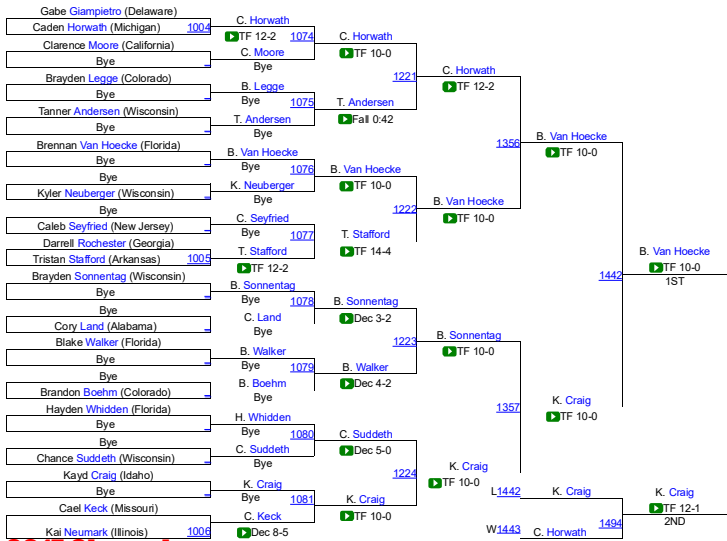 Gabe Giampietro (Delaware)
Caden Horwath (Michigan) 1004
Clarence Moore (California)
Bye
Brayden Legge (Colorado)
Bye
Tanner Andersen (Wisconsin)
Bye
Brennan Van Hoecke (Florida)
Bye
Bye
Kyler Neuberger (Wisconsin)
Bye
Caleb Seyfried (New Jersey)
Darrell Rochester (Georgia)
Tristan Stafford (Arkansas) 1005
Brayden Sonnentag (Wisconsin)
Bye
Bye
Cory Land (Alabama)
Blake Walker (Florida)
Bye
Bye
Brandon Boehm (Colorado)
Hayden Whidden (Florida)
Bye
Bye
Chance Suddeth (Wisconsin)
Kayd Craig (Idaho)
Bye
Cael Keck (Missouri)
Kai Neumark (Illinois) 1006
C. Horwath
TF 12-2 1074
C. Moore
Bye
B. Legge
Bye 1075
T. Andersen
Bye
B. Van Hoecke
Bye 1076
K. Neuberger
Bye
C. Seyfried
Bye 1077
T. Stafford
TF 12-2
B. Sonnentag
Bye 1078
C. Land
Bye
B. Walker
Bye 1079
B. Boehm
Bye
H. Whidden
Bye 1080
C. Suddeth
Bye
K. Craig
Bye 1081
C. Keck
Dec 8-5
C. Horwath
TF 10-0
1221
T. Andersen
Fall 0:42
B. Van Hoecke
TF 10-0
1222
T. Stafford
TF 14-4
B. Sonnentag
Dec 3-2
1223
B. Walker
Dec 4-2
C. Suddeth
Dec 5-0
1224
K. Craig
TF 10-0
C. Horwath
TF 12-2
1356
B. Van Hoecke
TF 10-0
B. Sonnentag
TF 10-0
1357
K. Craig
TF 10-0
B. Van Hoecke
TF 10-0
1442
K. Craig
TF 10-0
B. Van Hoecke
TF 10-0
1ST
L1442 K. Craig
W1443 C. Horwath 1494
K. Craig
TF 12-1
2ND